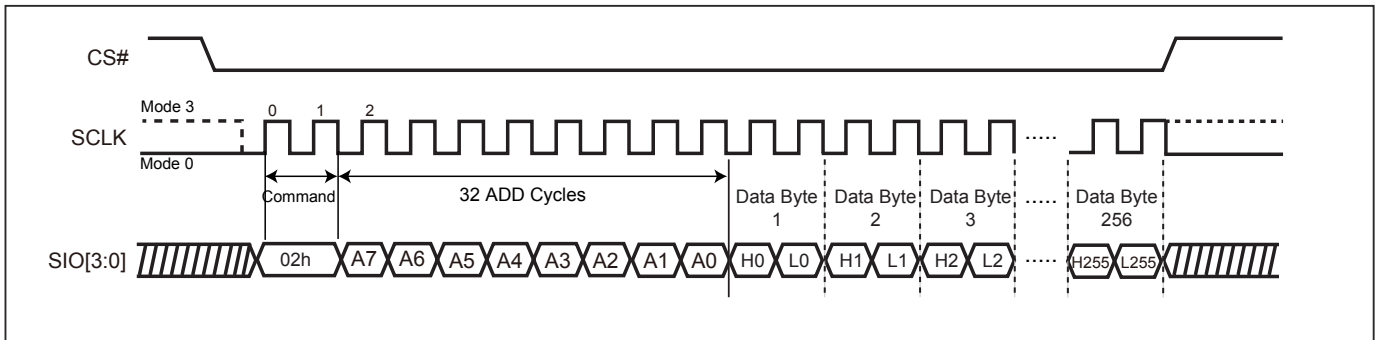 CS#
Mode 3
0 1 2
SCLK
.....
Mode 0
Command
32 ADD Cycles
Data Byte 1
Data Byte 2
Data Byte 3
.....
Data Byte 256
SIO[3:0]
02h A7 A6 A5 A4 A3 A2 A1 A0 H0 L0 H1 L1 H2 L2 ..... H255 L255